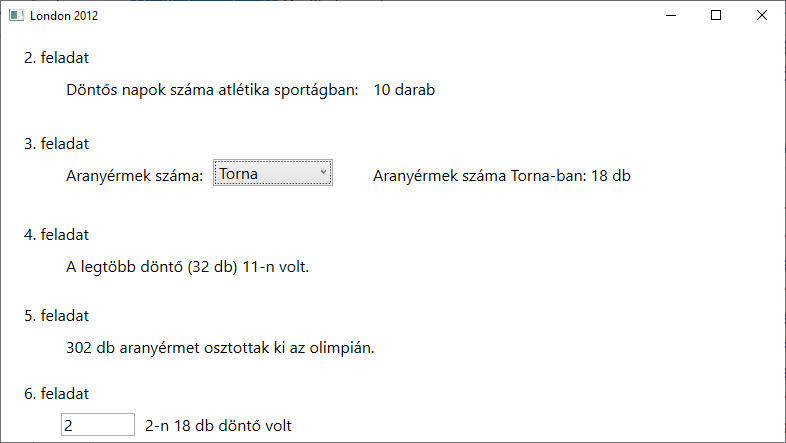 London 2012
2. feladat
Döntős napok száma atlétika sportágban: 10 darab
3. feladat
Aranyérmek száma: Torna Aranyérmek száma Torna-ban: 18 db
4. feladat
A legtöbb döntő (32 db) 11-n volt.
5. feladat
302 db aranyérmet osztottak ki az olimpián.
6. feladat
2 2-n 18 db döntő volt